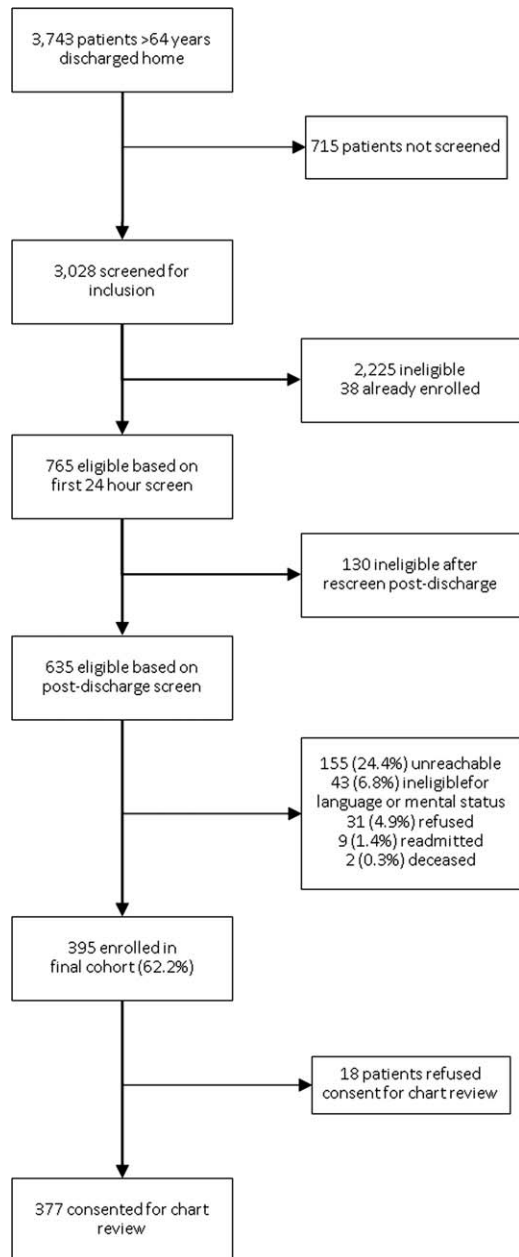 3,743 patients >64 years
discharged home
715 patients not screened
3,028 screened for
inclusion
2,225 ineligible
38 already enrolled
765 eligible based on
first 24 hour screen
130 ineligible after
rescreen post-discharge
635 eligible based on
post-discharge screen
155 (24.4%) unreachable
43 (6.8%) ineligiblefor
language or mental status
31 (4.9%) refused
9 (1.4%) readmitted
2 (0.3%) deceased
395 enrolled in
final cohort (62.2%)
18 patients refused
consent for chart review
377 consented for chart
review